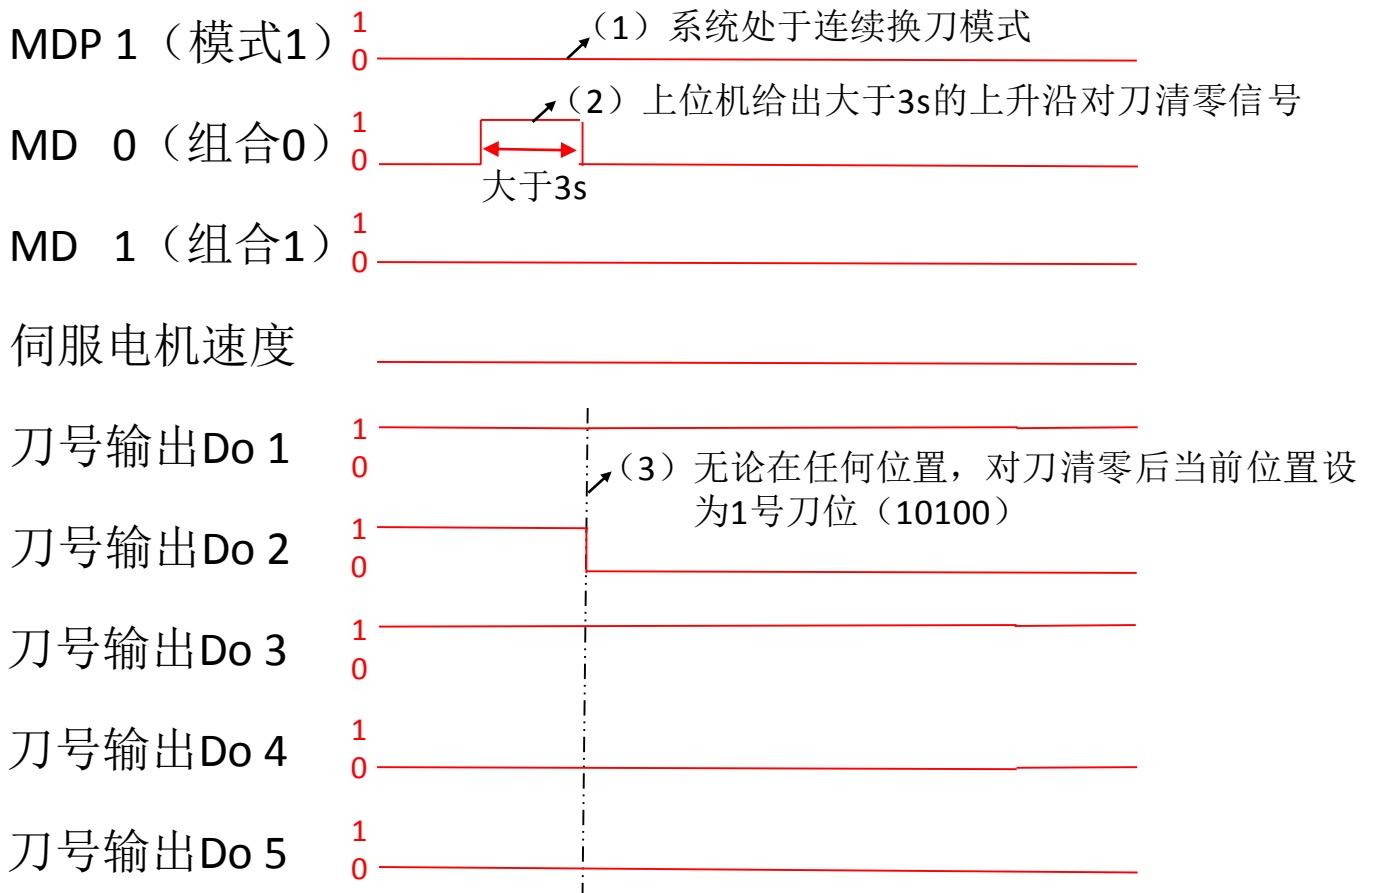 MDP 1（模式1）
1
0
（1）系统处于连续换刀模式
（2）上位机给出大于3s的上升沿对刀清零信号
MD 0（组合0）
1
0
大于3s
MD 1（组合1）
1
0
伺服电机速度
刀号输出Do 1
1
0
（3）无论在任何位置，对刀清零后当前位置设
为1号刀位（10100）
刀号输出Do 2
1
0
刀号输出Do 3
1
0
刀号输出Do 4
1
0
刀号输出Do 5
1
0